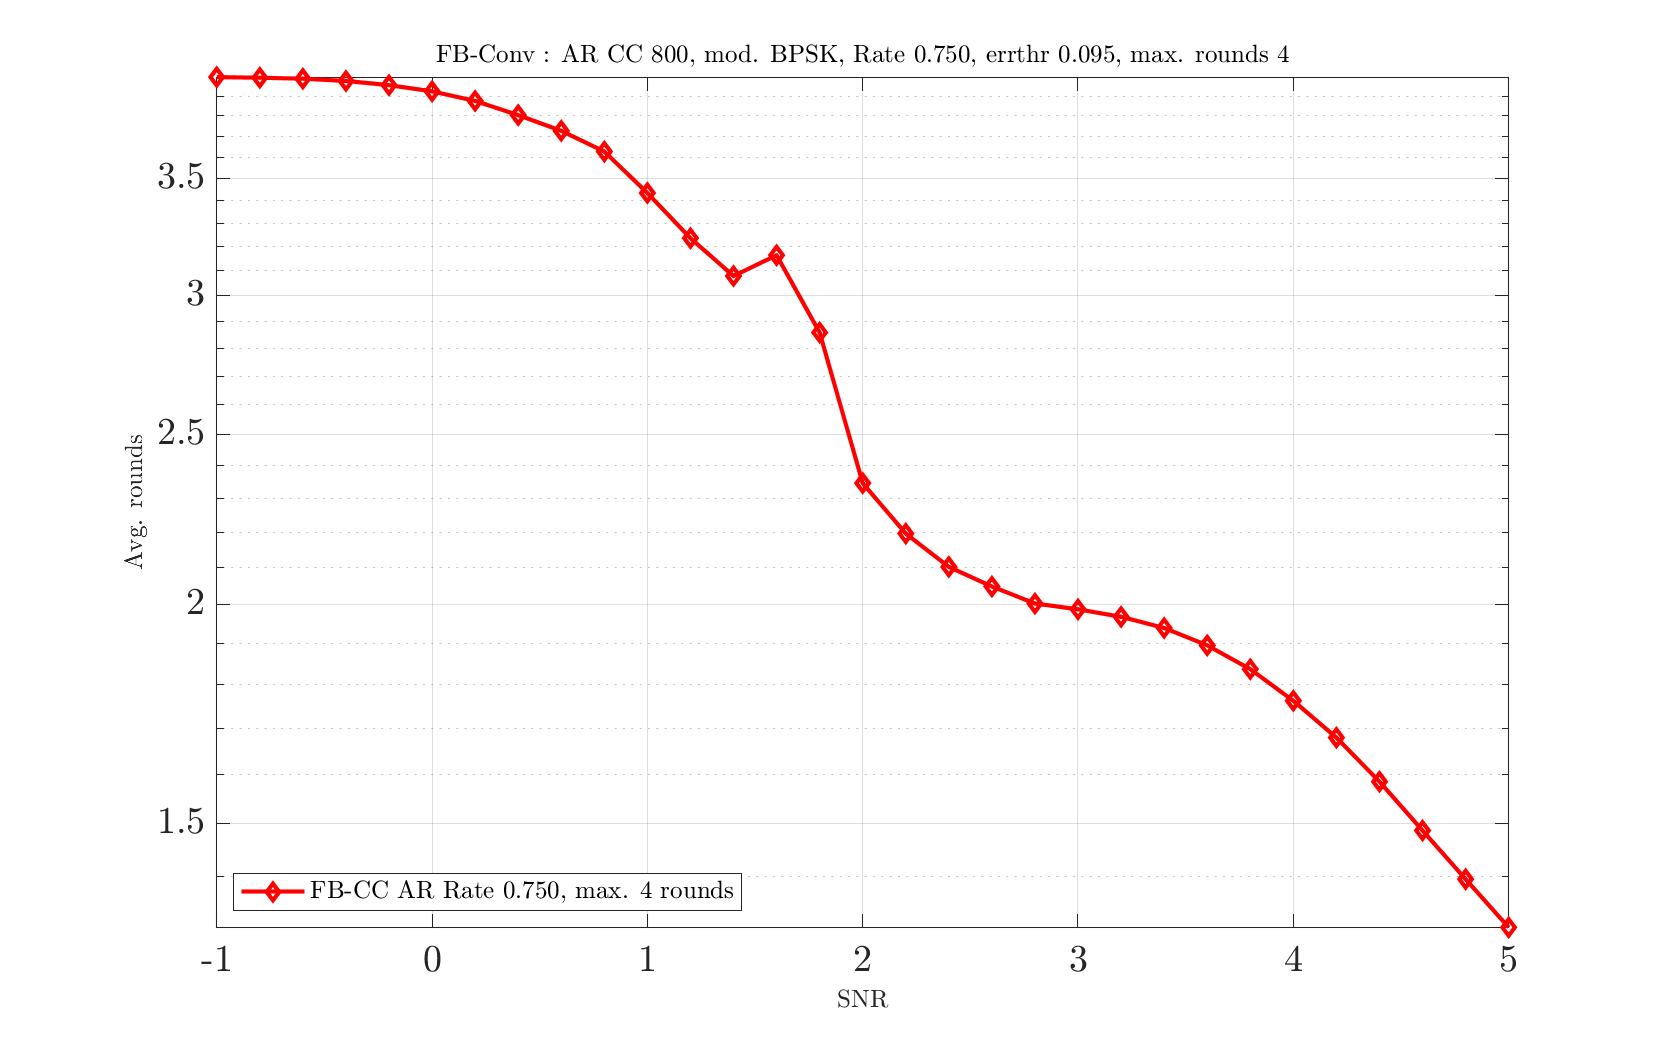 FB-Conv : AR CC 800, mod. BPSK, Rate 0.750, errthr 0.095, max. rounds 4
3.5
3
2.5
2
1.5
Avg. rounds
FB-CC AR Rate 0.750, max. 4 rounds
-1 0 1 2 3 4 5
SNR